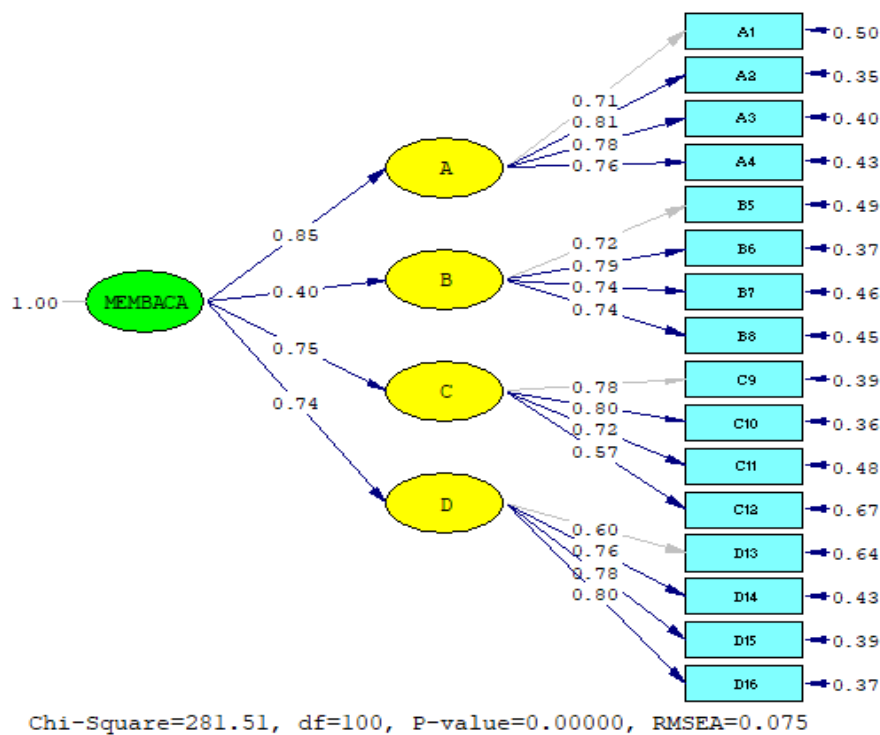 A1
0.50
A2
0.35
0.71
0.81
A3
0.40
0.78
0.76
A
A4
0.43
B5
0.49
0.85
0.72
B6
0.37
0.79
B
0.40
0.74
B7
0.46
1.00
MEMBACA
0.74
B8
0.45
0.75
C9
0.39
0.78
C
0.80
C10
0.36
0.74
0.72
0.57
C11
0.48
D
C12
0.67
0.60
D13
0.64
0.76
0.78
0.80
D14
0.43
D15
0.39
D16
0.37
Chi-Square=281.51, df=100, P-value=0.00000, RMSEA=0.075